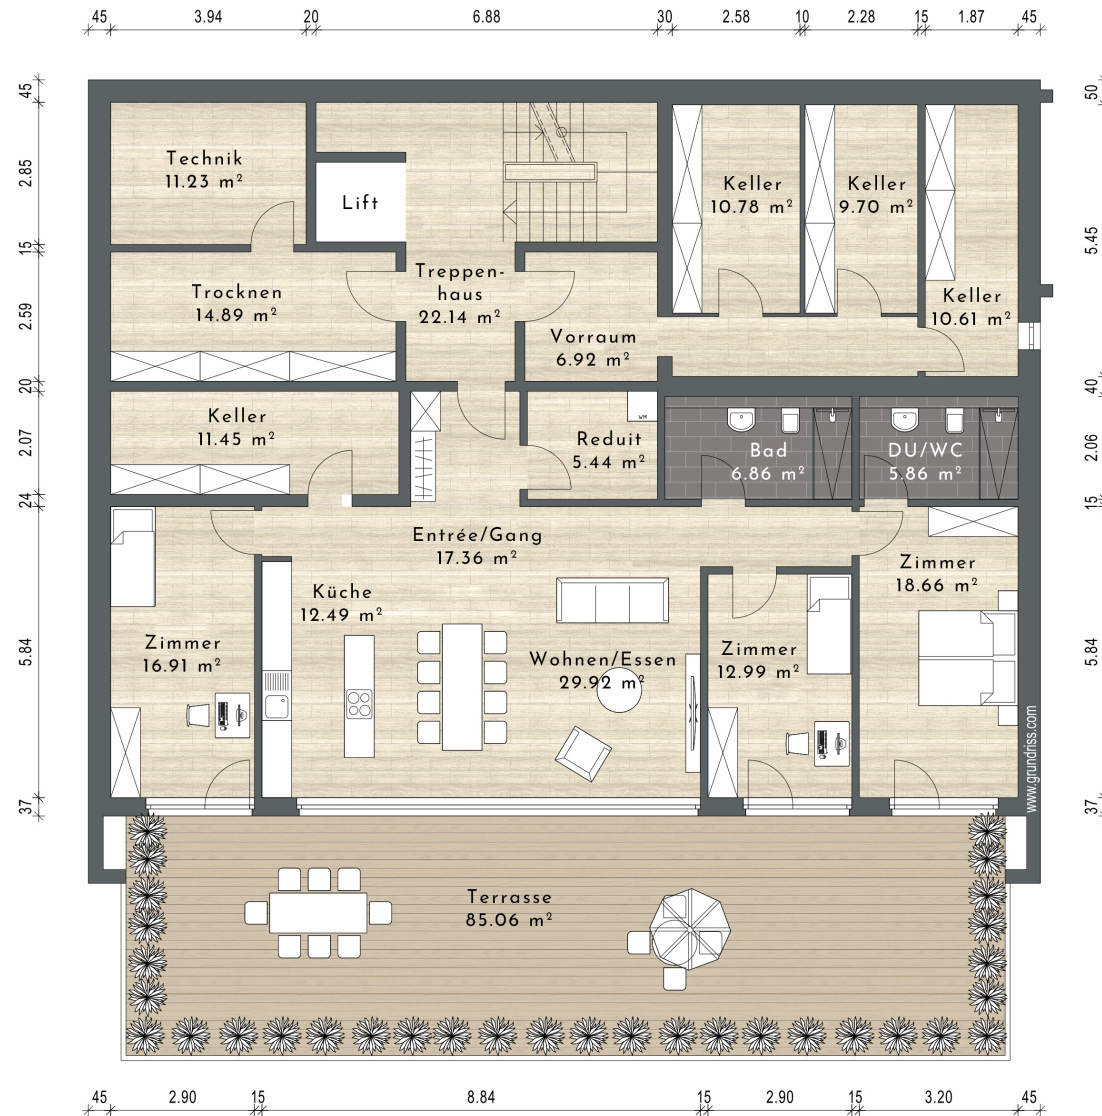 45 3.94 20 6.88 30 2.58 10 2.28 15 1.87 45
45
2.85
15
2.59
20
2.07
24
5.84
37
50
5.45
40
2.06
15
5.84
37
Technik
11.23 m²
Lift
Keller
10.78 m²
Keller
9.70 m²
Keller
10.61 m²
Trocknen
14.89 m²
Treppen-
haus
22.14 m²
Vorraum
6.92 m²
Keller
11.45 m²
Reduit
5.44 m²
WM
Bad
6.86 m²
DU/WC
5.86 m²
Entrée/Gang
17.36 m²
Küche
12.49 m²
Zimmer
18.66 m²
Zimmer
16.91 m²
Wohnen/Essen
29.92 m²
Zimmer
12.99 m²
www.grundriss.com
Terrasse
85.06 m²
45 2.90 15 8.84 15 2.90 15 3.20 45